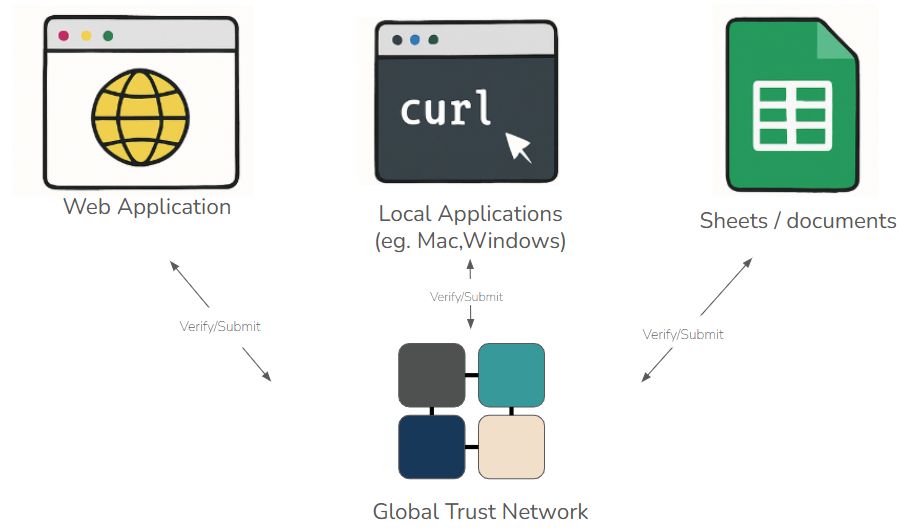 curl
Web Application
Local Applications
(eg. Mac,Windows)
Sheets / documents
Verify/Submit
Verify/Submit
Verify/Submit
Global Trust Network